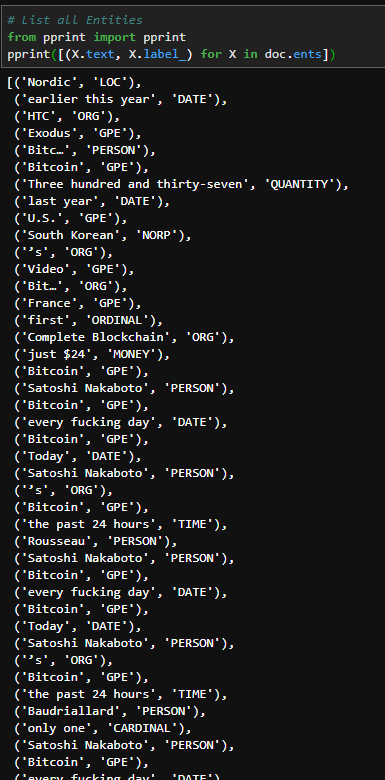 # List all Entities
from pprint import pprint
pprint([(X.text, X.label_) for X in doc.ents])
[('Nordic', 'LOC'),
('earlier this year', 'DATE'),
('HTC', 'ORG'),
('Exodus', 'GPE'),
('Bitc…', 'PERSON'),
('Bitcoin', 'GPE'),
('Three hundred and thirty-seven', 'QUANTITY'),
('last year', 'DATE'),
('U.S.', 'GPE'),
('South Korean', 'NORP'),
('’s', 'ORG'),
('Video', 'GPE'),
('Bit…', 'ORG'),
('France', 'GPE'),
('first', 'ORDINAL'),
('Complete Blockchain', 'ORG'),
('just $24', 'MONEY'),
('Bitcoin', 'GPE'),
('Satoshi Nakaboto', 'PERSON'),
('Bitcoin', 'GPE'),
('every fucking day', 'DATE'),
('Bitcoin', 'GPE'),
('Today', 'DATE'),
('Satoshi Nakaboto', 'PERSON'),
('’s', 'ORG'),
('Bitcoin', 'GPE'),
('the past 24 hours', 'TIME'),
('Rousseau', 'PERSON'),
('Satoshi Nakaboto', 'PERSON'),
('Bitcoin', 'GPE'),
('every fucking day', 'DATE'),
('Bitcoin', 'GPE'),
('Today', 'DATE'),
('Satoshi Nakaboto', 'PERSON'),
('’s', 'ORG'),
('Bitcoin', 'GPE'),
('the past 24 hours', 'TIME'),
('Baudriallard', 'PERSON'),
('only one', 'CARDINAL'),
('Satoshi Nakaboto', 'PERSON'),
('Bitcoin', 'GPE'),
('every fucking day', 'DATE'),